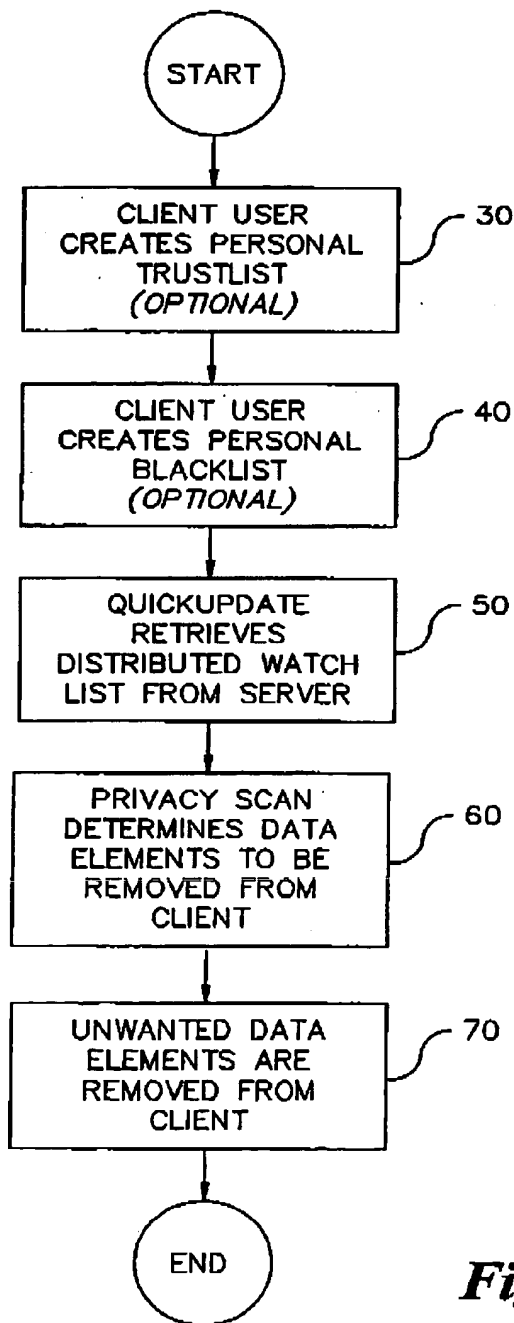 START
CLIENT USER
CREATES PERSONAL
TRUSTLIST
(OPTIONAL)
30
CLIENT USER
CREATES PERSONAL
BLACKLIST
(OPTIONAL)
40
QUICKUPDATE
RETRIEVES
DISTRIBUTED WATCH
LIST FROM SERVER
50
PRIVACY SCAN
DETERMINES DATA
ELEMENTS TO BE
REMOVED FROM
CLIENT
60
UNWANTED DATA
ELEMENTS ARE
REMOVED FROM
CLIENT
70
END